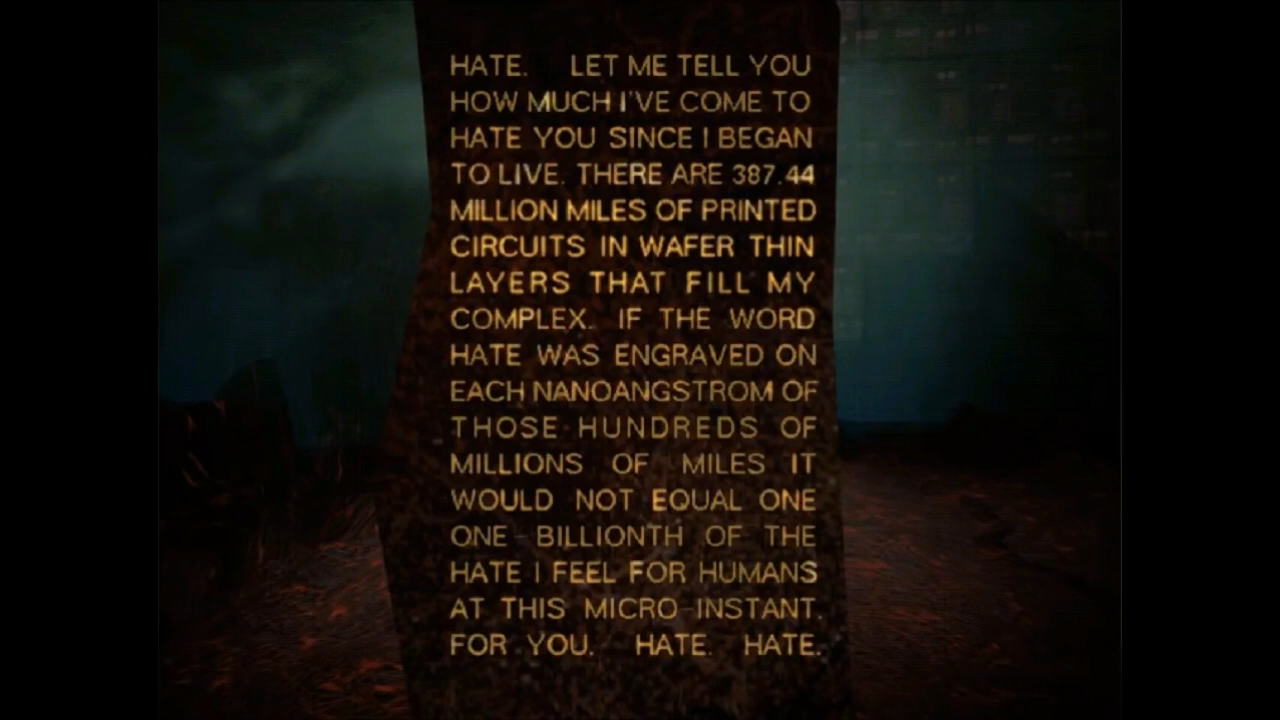 HATE. LET ME TELL YOU
HOW MUCH I'VE COME TO
HATE YOU SINCE I BEGAN
TO LIVE. THERE ARE 387.44
MILLION MILES OF PRINTED
CIRCUITS IN WAFER THIN
LAYERS THAT FILL MY
COMPLEX. IF THE WORD
HATE WAS ENGRAVED ON
EACH NANOANGSTROM OF
THOSE HUNDREDS OF
MILLIONS OF MILES IT
WOULD NOT EQUAL ONE
ONE-BILLIONTH OF THE
HATE I FEEL FOR HUMANS
AT THIS MICRO-INSTANT.
FOR YOU. HATE. HATE.